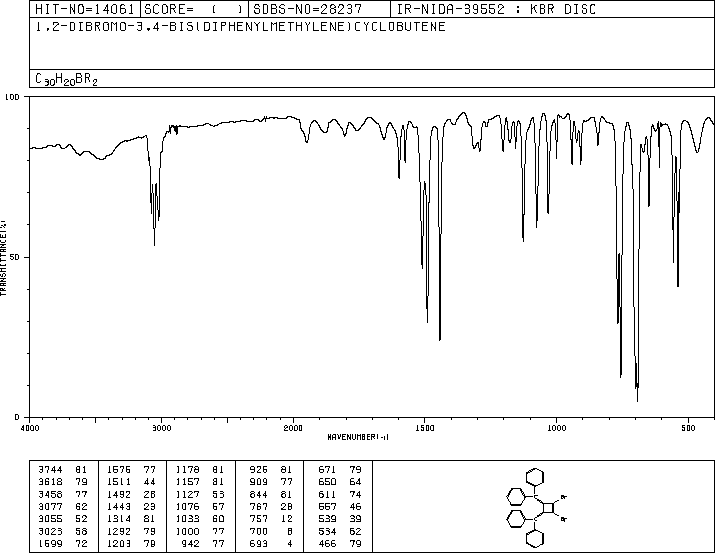 HIT-NO=14061 SCORE= ( ) SDBS-NO=28237 IR-NIDA-39552 : KBR DISC
1,2-DIBROMO-3,4-BIS(DIPHENYLMETHYLENE)CYCLOBUTENE
C30H20BR2
100
50
0
TRANSMITTANCE(%)
4000 3000 2000 1500 1000 500
WAVENUMBER(-1)
3744 81 1576 77 1178 81 926 81 671 79
3618 79 1511 44 1157 81 909 77 650 64
3458 77 1492 28 1127 53 844 81 611 74
3077 62 1443 23 1076 57 767 28 557 46
3055 52 1314 81 1033 60 757 12 539 39
3023 58 1292 79 1000 77 700 8 534 62
1599 72 1203 79 942 77 693 4 466 79
Br
Br